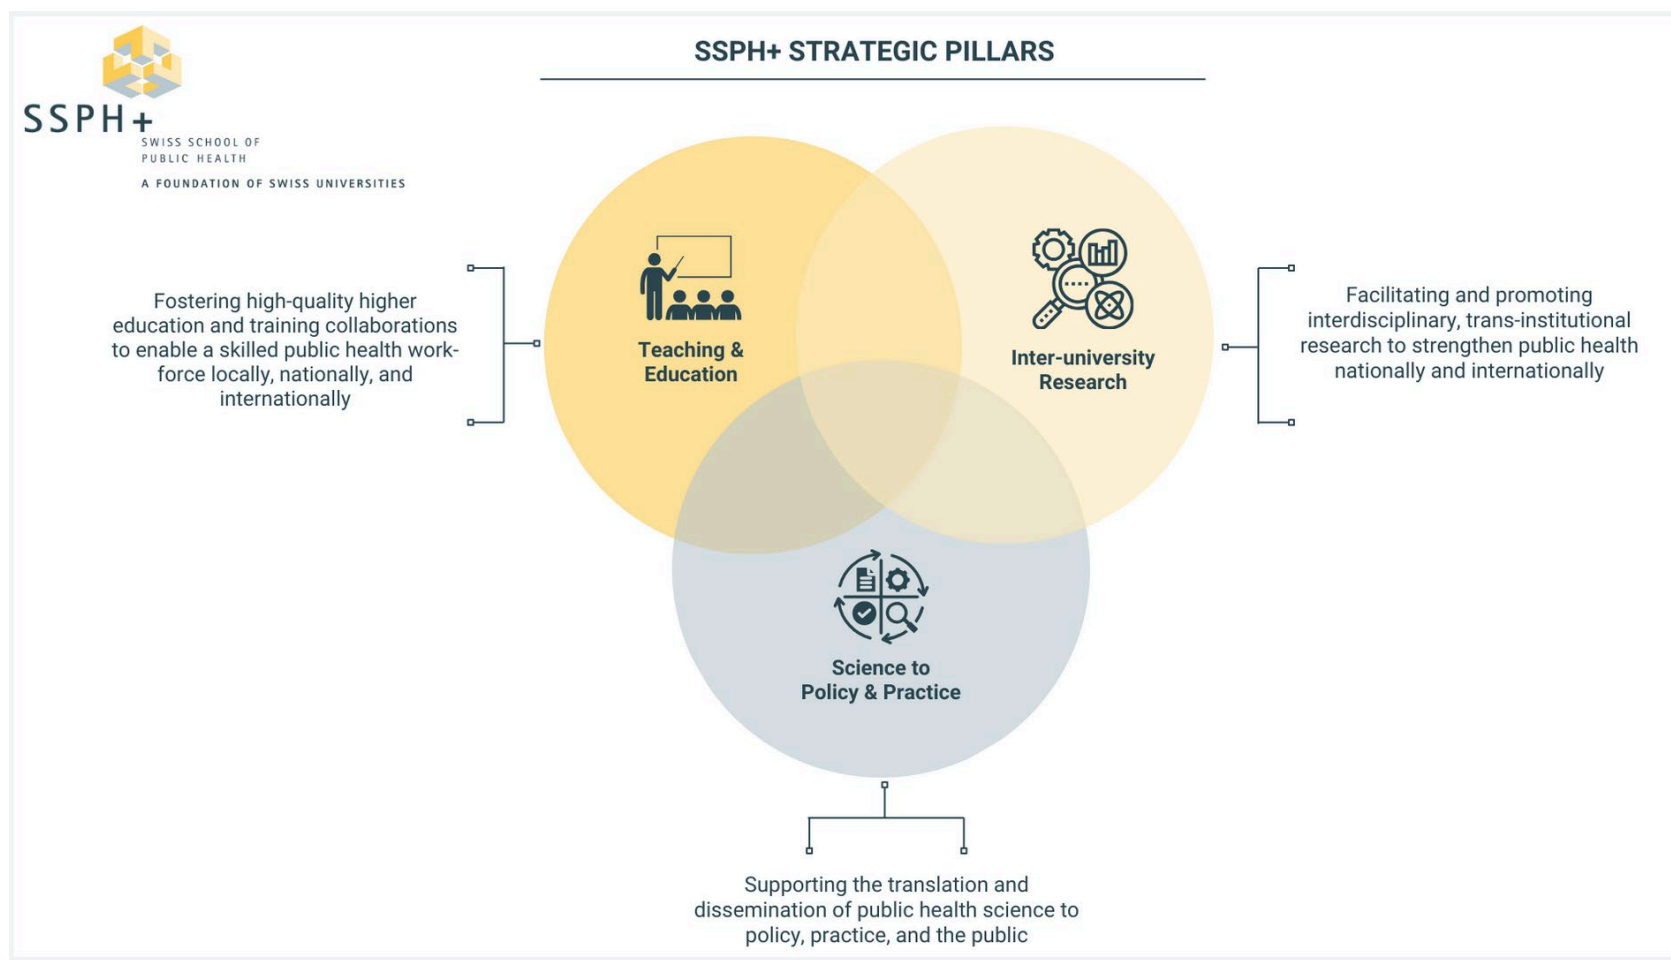 SSPH+
SWISS SCHOOL OF
PUBLIC HEALTH
A FOUNDATION OF SWISS UNIVERSITIES
SSPH+ STRATEGIC PILLARS
Fostering high-quality higher
education and training collaborations
to enable a skilled public health work-
force locally, nationally, and
internationally
Teaching &
Education
Inter-university
Research
Facilitating and promoting
interdisciplinary, trans-institutional
research to strengthen public health
nationally and internationally
Science to
Policy & Practice
Supporting the translation and
dissemination of public health science to
policy, practice, and the public